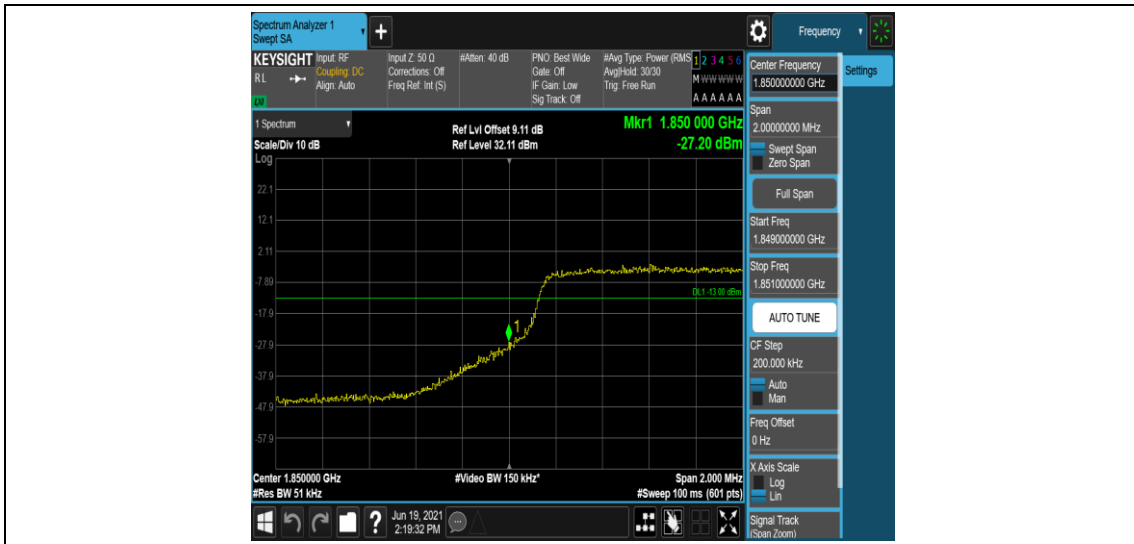 Spectrum Analyzer 1
Swept SA
+
Frequency
KEYSIGHT
RL
LXI
Input: RF
Coupling: DC
Align: Auto
Input Z: 50 Ω
Corrections: Off
Freq Ref: Int (S)
#Atten: 40 dB
PNO: Best Wide
Gate: Off
IF Gain: Low
Sig Track: Off
#Avg Type: Power (RMS
Avg|Hold: 30/30
Trig: Free Run
1 2 3 4 5 6
M W W W W W
A A A A A A
1 Spectrum
Scale/Div 10 dB
Log
Ref Lvl Offset 9.11 dB
Ref Level 32.11 dBm
Mkr1 1.850 000 GHz
-27.20 dBm
22.1
12.1
2.11
-7.89
DL1 -13.00 dBm
-17.9
1
-27.9
-37.9
-47.9
-57.9
Center 1.850000 GHz
#Res BW 51 kHz
#Video BW 150 kHz*
Span 2.000 MHz
#Sweep 100 ms (601 pts)
Center Frequency
1.850000000 GHz
Settings
Span
2.00000000 MHz
Swept Span
Zero Span
Full Span
Start Freq
1.849000000 GHz
Stop Freq
1.851000000 GHz
AUTO TUNE
CF Step
200.000 kHz
Auto
Man
Freq Offset
0 Hz
X Axis Scale
Log
Lin
Signal Track
(Span Zoom)
?
Jun 19, 2021
2:19:32 PM